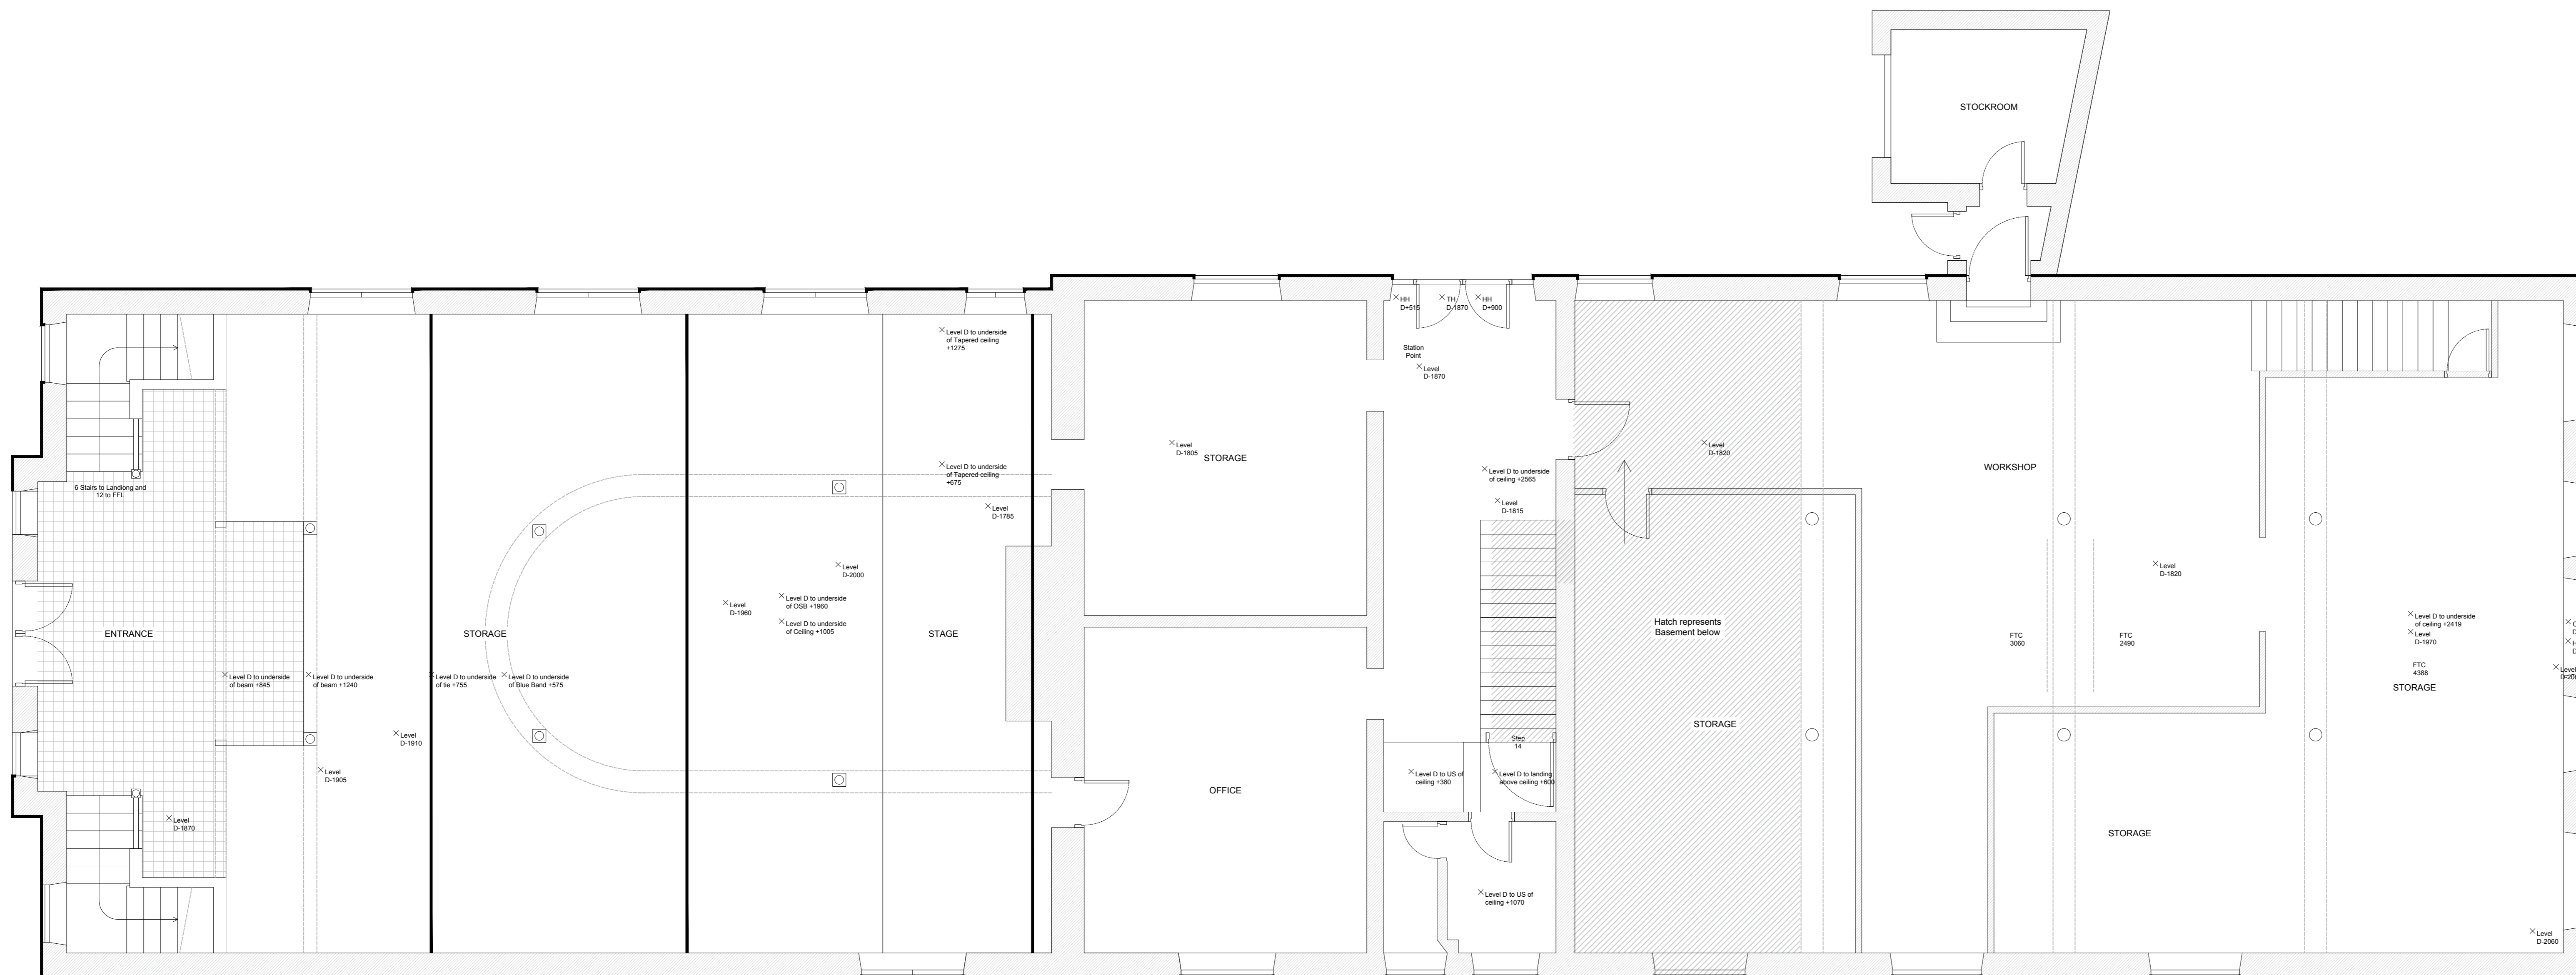 STOCKROOM
HH
D+515
TH
D-1870
HH
D+900
Level D to underside
of Tapered ceiling
+1275
Station
Point
Level
D-1870
Level
D-1805
STORAGE
Level
D-1820
WORKSHOP
Level D to underside
of Tapered ceiling
+675
Level D to underside
of ceiling +2565
6 Stairs to Landiong and
12 to FFL
Level
D-1785
Level
D-1815
Level
D-2000
Level
D-1820
Level D to underside
of OSB +1960
Level
D-1960
Level D to underside
of Ceiling +1005
ENTRANCE
STORAGE
STAGE
Hatch represents
Basement below
FTC
3060
FTC
2490
Level D to underside
of ceiling +2419
Level
D-1970
FTC
4388
STORAGE
Level D to underside
of beam +845
Level D to underside
of beam +1240
Level D to underside
of tie +755
Level D to underside
of Blue Band +575
Level
D-1910
STORAGE
Step
14
Level
D-1905
Level D to US of
ceiling +380
Level D to landing
above ceiling +600
OFFICE
Level
D-1870
STORAGE
Level D to US of
ceiling +1070
Level
D-2060